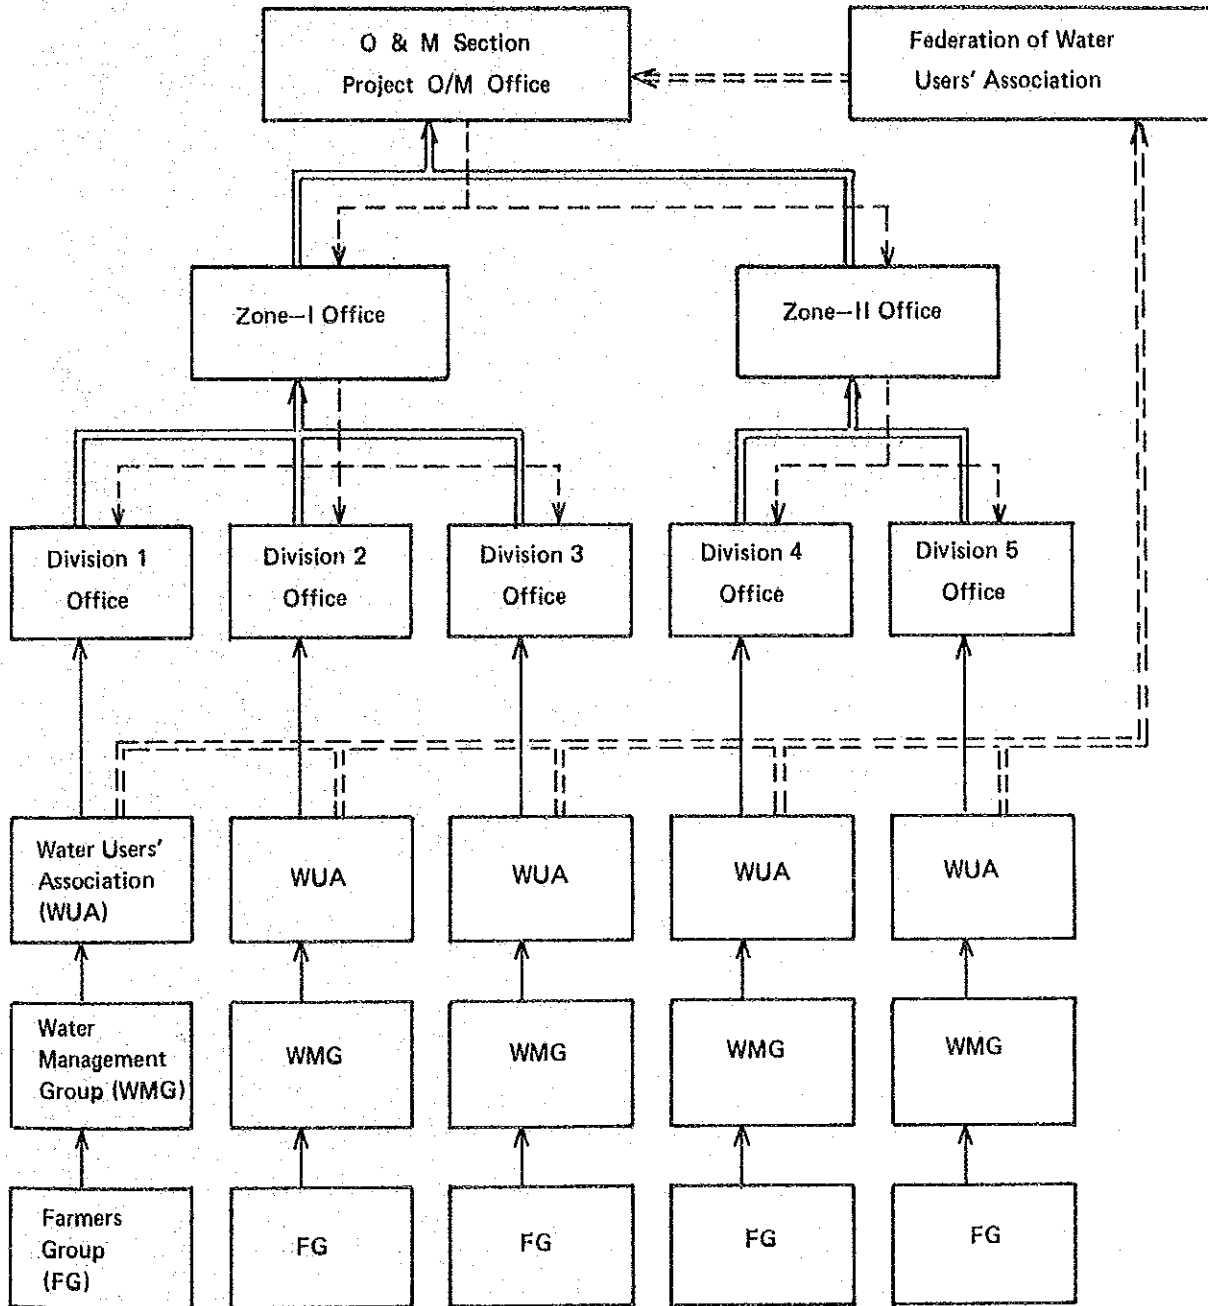 O & M Section
Project O/M Office
Federation of Water
Users' Association
Zone-I Office
Zone-II Office
Division 1
Office
Division 2
Office
Division 3
Office
Division 4
Office
Division 5
Office
Water Users'
Association
(WUA)
WUA
WUA
WUA
WUA
Water
Management
Group (WMG)
WMG
WMG
WMG
WMG
Farmers
Group
(FG)
FG
FG
FG
FG